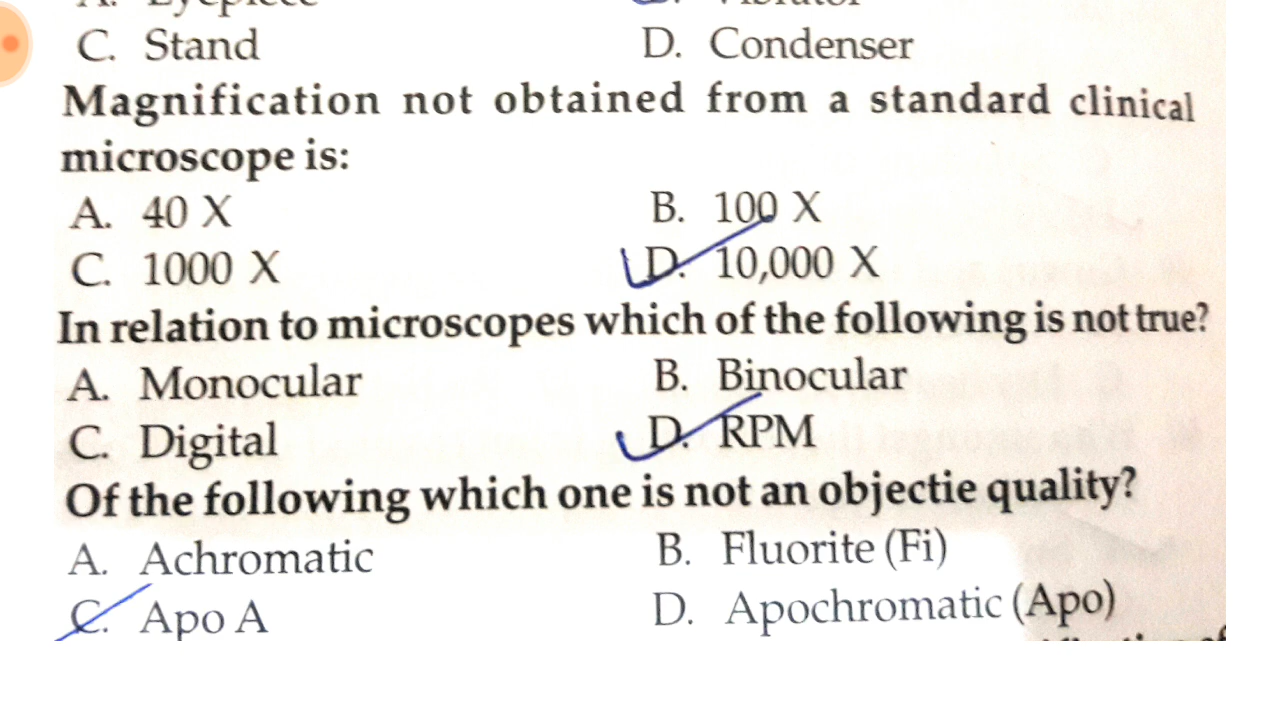 C. Stand D. Condenser
Magnification not obtained from a standard clinical
microscope is:
A. 40 X B. 100 X
C. 1000 X D. 10,000 X
In relation to microscopes which of the following is not true?
A. Monocular B. Binocular
C. Digital D. RPM
Of the following which one is not an objectie quality?
A. Achromatic B. Fluorite (Fi)
C. Apo A D. Apochromatic (Apo)